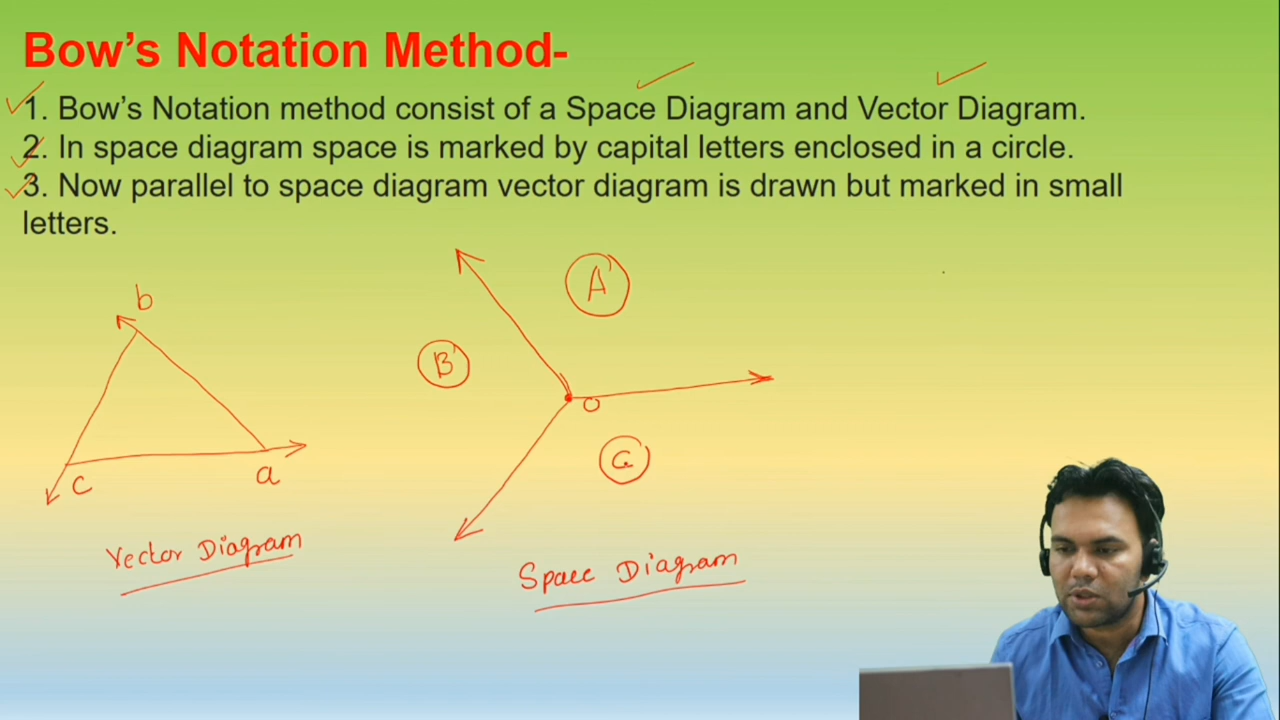 Bow's Notation Method-
1. Bow's Notation method consist of a Space Diagram and Vector Diagram.
2. In space diagram space is marked by capital letters enclosed in a circle.
3. Now parallel to space diagram vector diagram is drawn but marked in small
letters.
b
A
B
O
C
c
a
Vector Diagram
Space Diagram